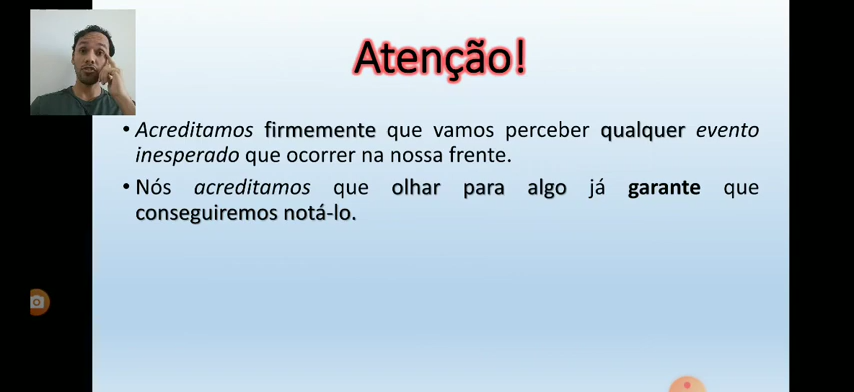 Atenção!
• Acreditamos firmemente que vamos perceber qualquer evento
inesperado que ocorrer na nossa frente.
• Nós acreditamos que olhar para algo já garante que
conseguiremos notá-lo.